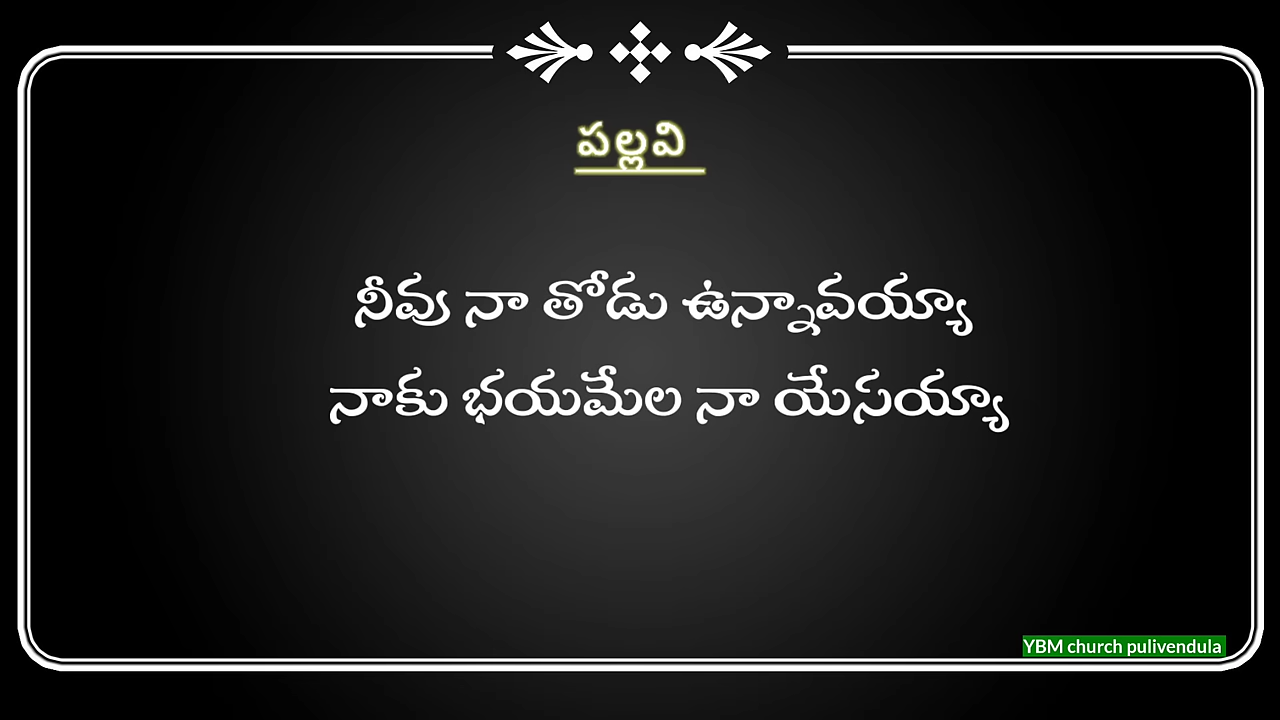 పల్లవి
నీవు నా తోడు ఉన్నావయ్యా
నాకు భయమేల నా యేసయ్యా
YBM church pulivendula